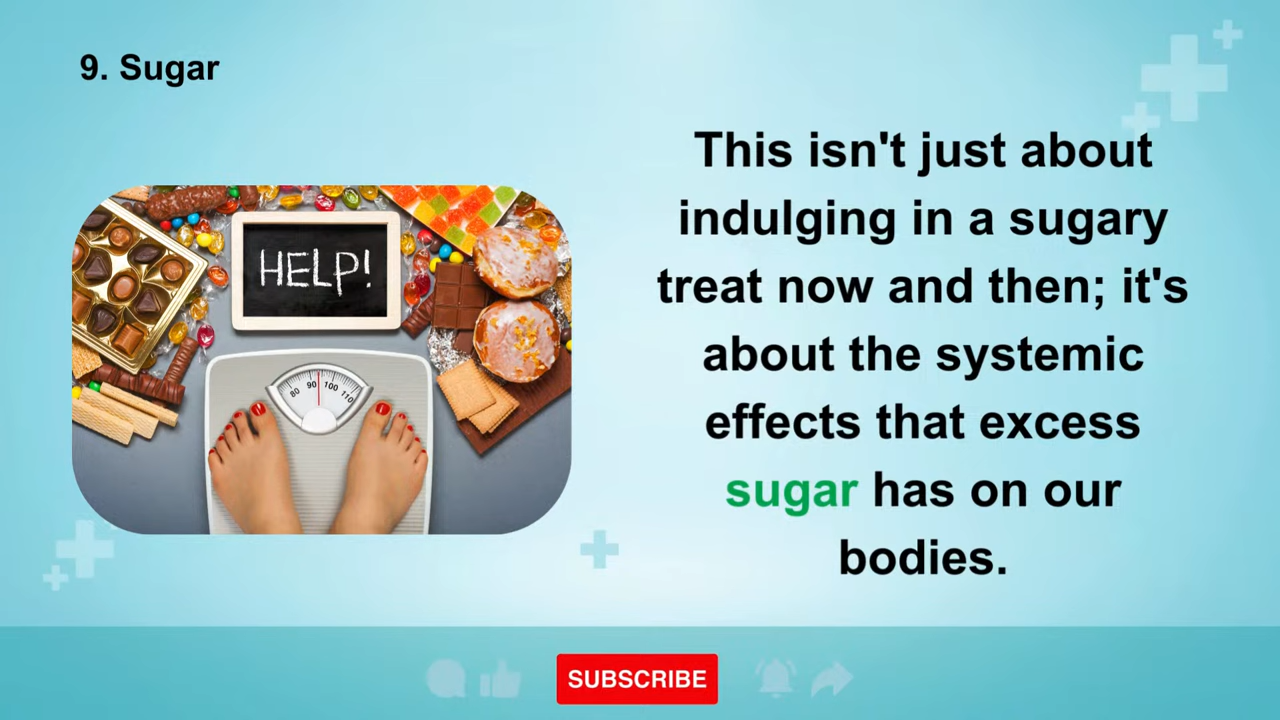 9. Sugar
HELP!
80 90 100 110
This isn't just about
indulging in a sugary
treat now and then; it's
about the systemic
effects that excess
sugar has on our
bodies.
SUBSCRIBE